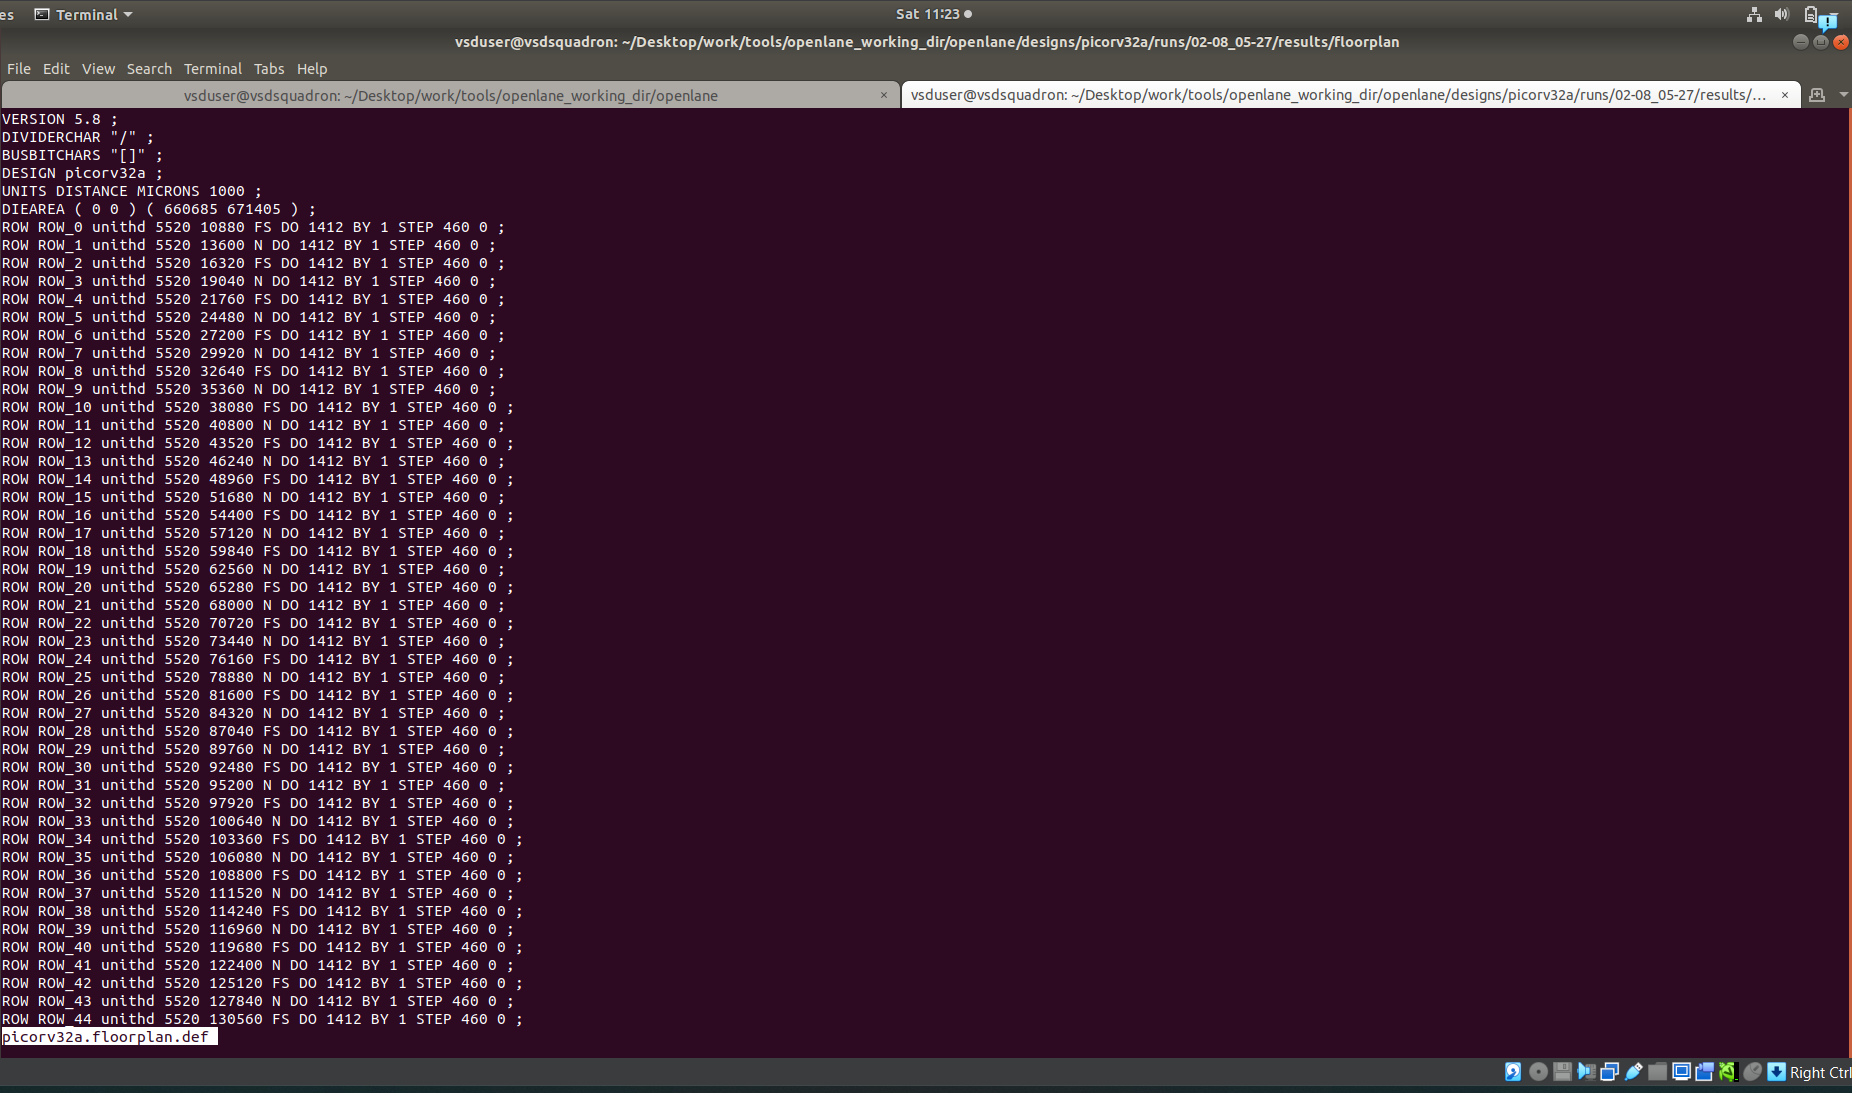 es Terminal Sat 11:23
vsduser@vsdsquadron: ~/Desktop/work/tools/openlane_working_dir/openlane/designs/picorv32a/runs/02-08_05-27/results/floorplan
File Edit View Search Terminal Tabs Help
vsduser@vsdsquadron: ~/Desktop/work/tools/openlane_working_dir/openlane × vsduser@vsdsquadron: ~/Desktop/work/tools/openlane_working_dir/openlane/designs/picorv32a/runs/02-08_05-27/results/... ×
VERSION 5.8 ;
DIVIDERCHAR "/" ;
BUSBITCHARS "[]" ;
DESIGN picorv32a ;
UNITS DISTANCE MICRONS 1000 ;
DIEAREA ( 0 0 ) ( 660685 671405 ) ;
ROW ROW_0 unithd 5520 10880 FS DO 1412 BY 1 STEP 460 0 ;
ROW ROW_1 unithd 5520 13600 N DO 1412 BY 1 STEP 460 0 ;
ROW ROW_2 unithd 5520 16320 FS DO 1412 BY 1 STEP 460 0 ;
ROW ROW_3 unithd 5520 19040 N DO 1412 BY 1 STEP 460 0 ;
ROW ROW_4 unithd 5520 21760 FS DO 1412 BY 1 STEP 460 0 ;
ROW ROW_5 unithd 5520 24480 N DO 1412 BY 1 STEP 460 0 ;
ROW ROW_6 unithd 5520 27200 FS DO 1412 BY 1 STEP 460 0 ;
ROW ROW_7 unithd 5520 29920 N DO 1412 BY 1 STEP 460 0 ;
ROW ROW_8 unithd 5520 32640 FS DO 1412 BY 1 STEP 460 0 ;
ROW ROW_9 unithd 5520 35360 N DO 1412 BY 1 STEP 460 0 ;
ROW ROW_10 unithd 5520 38080 FS DO 1412 BY 1 STEP 460 0 ;
ROW ROW_11 unithd 5520 40800 N DO 1412 BY 1 STEP 460 0 ;
ROW ROW_12 unithd 5520 43520 FS DO 1412 BY 1 STEP 460 0 ;
ROW ROW_13 unithd 5520 46240 N DO 1412 BY 1 STEP 460 0 ;
ROW ROW_14 unithd 5520 48960 FS DO 1412 BY 1 STEP 460 0 ;
ROW ROW_15 unithd 5520 51680 N DO 1412 BY 1 STEP 460 0 ;
ROW ROW_16 unithd 5520 54400 FS DO 1412 BY 1 STEP 460 0 ;
ROW ROW_17 unithd 5520 57120 N DO 1412 BY 1 STEP 460 0 ;
ROW ROW_18 unithd 5520 59840 FS DO 1412 BY 1 STEP 460 0 ;
ROW ROW_19 unithd 5520 62560 N DO 1412 BY 1 STEP 460 0 ;
ROW ROW_20 unithd 5520 65280 FS DO 1412 BY 1 STEP 460 0 ;
ROW ROW_21 unithd 5520 68000 N DO 1412 BY 1 STEP 460 0 ;
ROW ROW_22 unithd 5520 70720 FS DO 1412 BY 1 STEP 460 0 ;
ROW ROW_23 unithd 5520 73440 N DO 1412 BY 1 STEP 460 0 ;
ROW ROW_24 unithd 5520 76160 FS DO 1412 BY 1 STEP 460 0 ;
ROW ROW_25 unithd 5520 78880 N DO 1412 BY 1 STEP 460 0 ;
ROW ROW_26 unithd 5520 81600 FS DO 1412 BY 1 STEP 460 0 ;
ROW ROW_27 unithd 5520 84320 N DO 1412 BY 1 STEP 460 0 ;
ROW ROW_28 unithd 5520 87040 FS DO 1412 BY 1 STEP 460 0 ;
ROW ROW_29 unithd 5520 89760 N DO 1412 BY 1 STEP 460 0 ;
ROW ROW_30 unithd 5520 92480 FS DO 1412 BY 1 STEP 460 0 ;
ROW ROW_31 unithd 5520 95200 N DO 1412 BY 1 STEP 460 0 ;
ROW ROW_32 unithd 5520 97920 FS DO 1412 BY 1 STEP 460 0 ;
ROW ROW_33 unithd 5520 100640 N DO 1412 BY 1 STEP 460 0 ;
ROW ROW_34 unithd 5520 103360 FS DO 1412 BY 1 STEP 460 0 ;
ROW ROW_35 unithd 5520 106080 N DO 1412 BY 1 STEP 460 0 ;
ROW ROW_36 unithd 5520 108800 FS DO 1412 BY 1 STEP 460 0 ;
ROW ROW_37 unithd 5520 111520 N DO 1412 BY 1 STEP 460 0 ;
ROW ROW_38 unithd 5520 114240 FS DO 1412 BY 1 STEP 460 0 ;
ROW ROW_39 unithd 5520 116960 N DO 1412 BY 1 STEP 460 0 ;
ROW ROW_40 unithd 5520 119680 FS DO 1412 BY 1 STEP 460 0 ;
ROW ROW_41 unithd 5520 122400 N DO 1412 BY 1 STEP 460 0 ;
ROW ROW_42 unithd 5520 125120 FS DO 1412 BY 1 STEP 460 0 ;
ROW ROW_43 unithd 5520 127840 N DO 1412 BY 1 STEP 460 0 ;
ROW ROW_44 unithd 5520 130560 FS DO 1412 BY 1 STEP 460 0 ;
picorv32a.floorplan.def
Right Ctrl